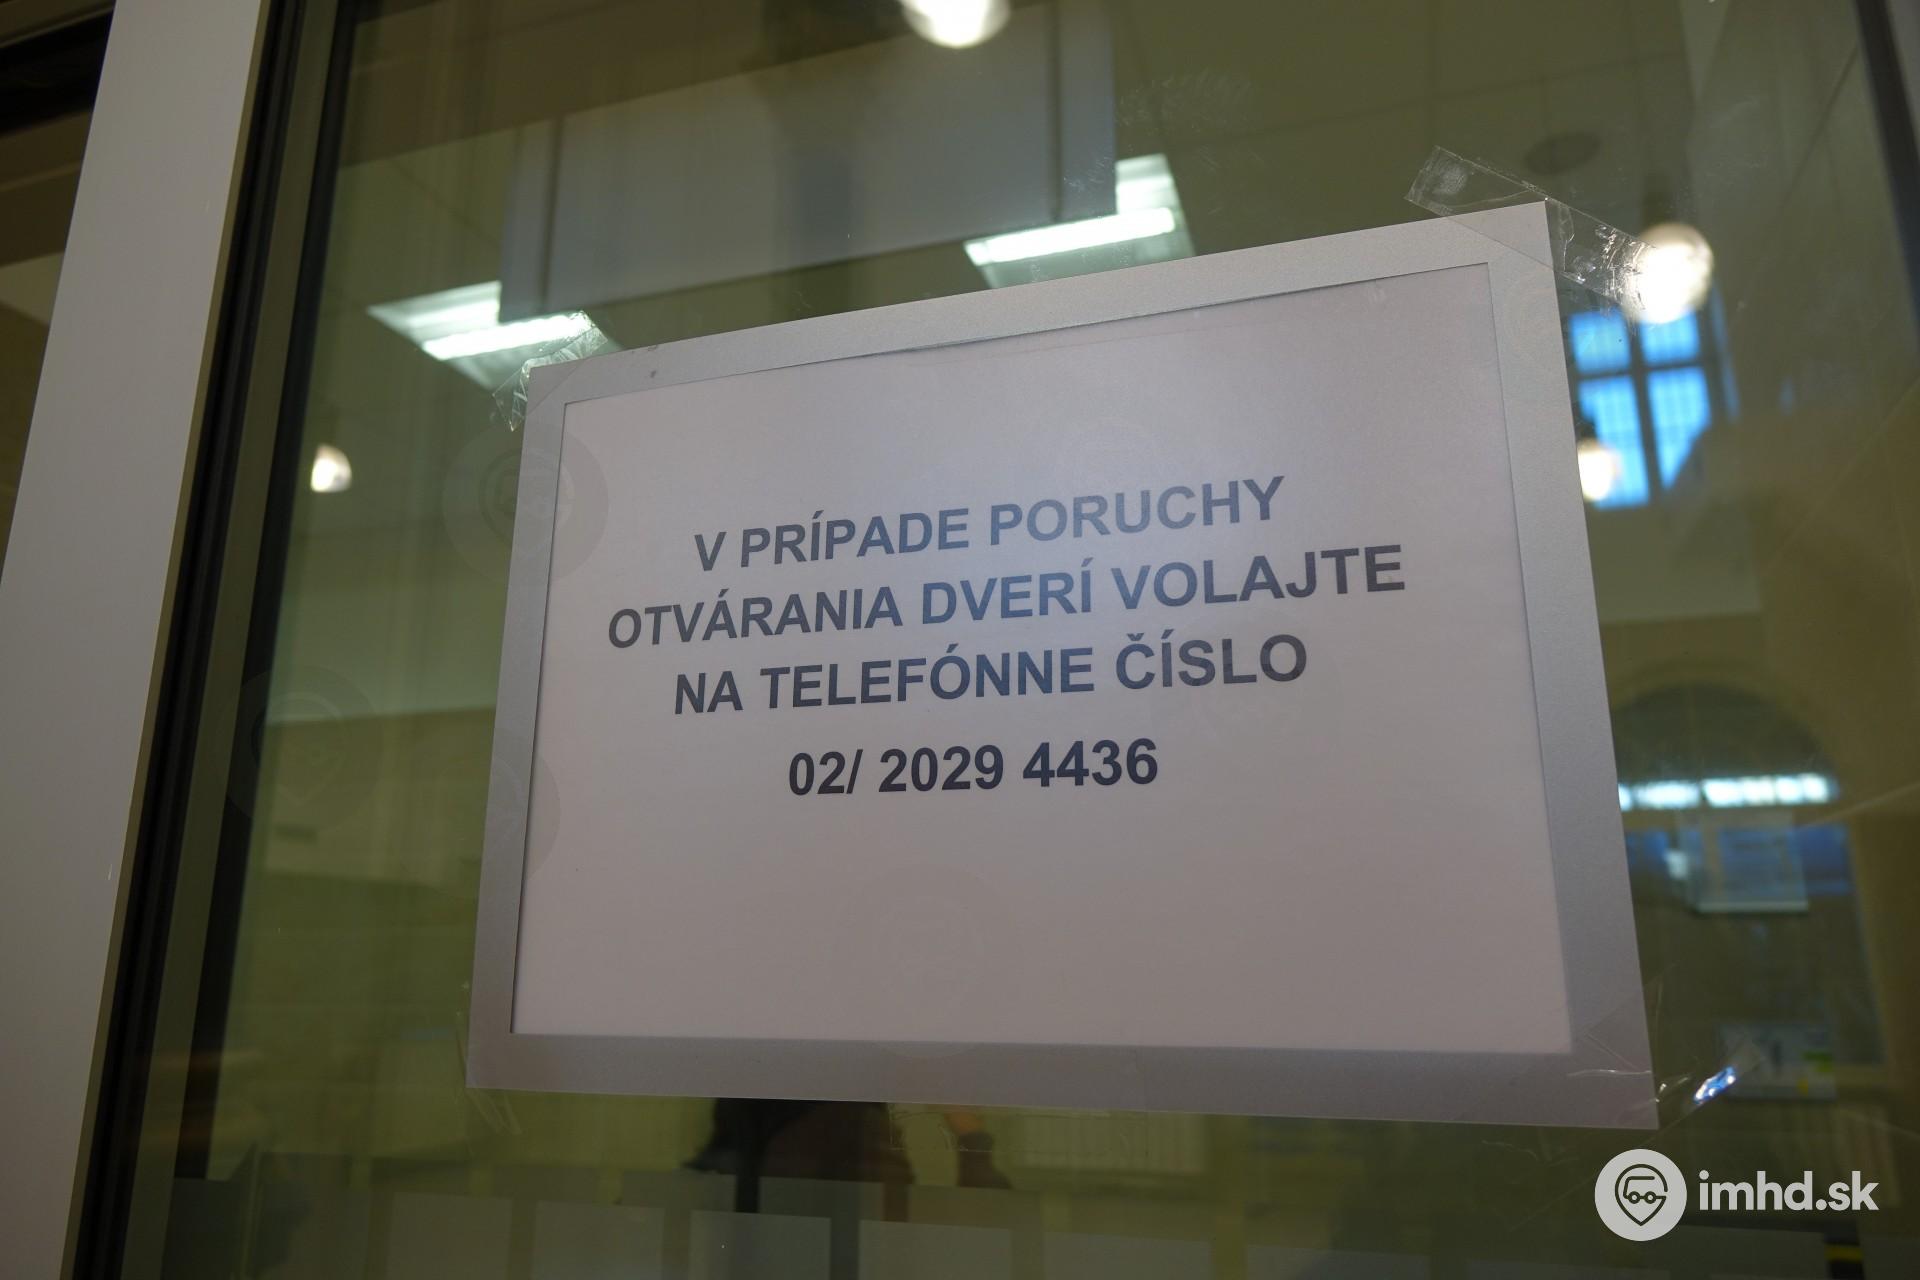 V PRÍPADE PORUCHY
OTVÁRANIA DVERÍ VOLAJTE
NA TELEFÓNNE ČÍSLO
02/ 2029 4436
imhd.sk